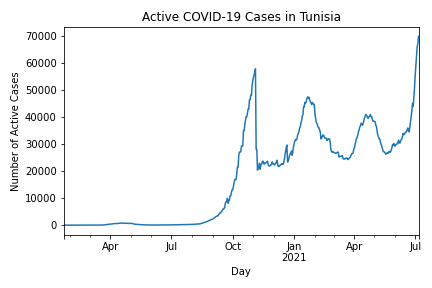 Active COVID-19 Cases in Tunisia
70000
60000
50000
40000
30000
20000
10000
0
Number of Active Cases
Apr Jul Oct Jan Apr Jul
2021
Day